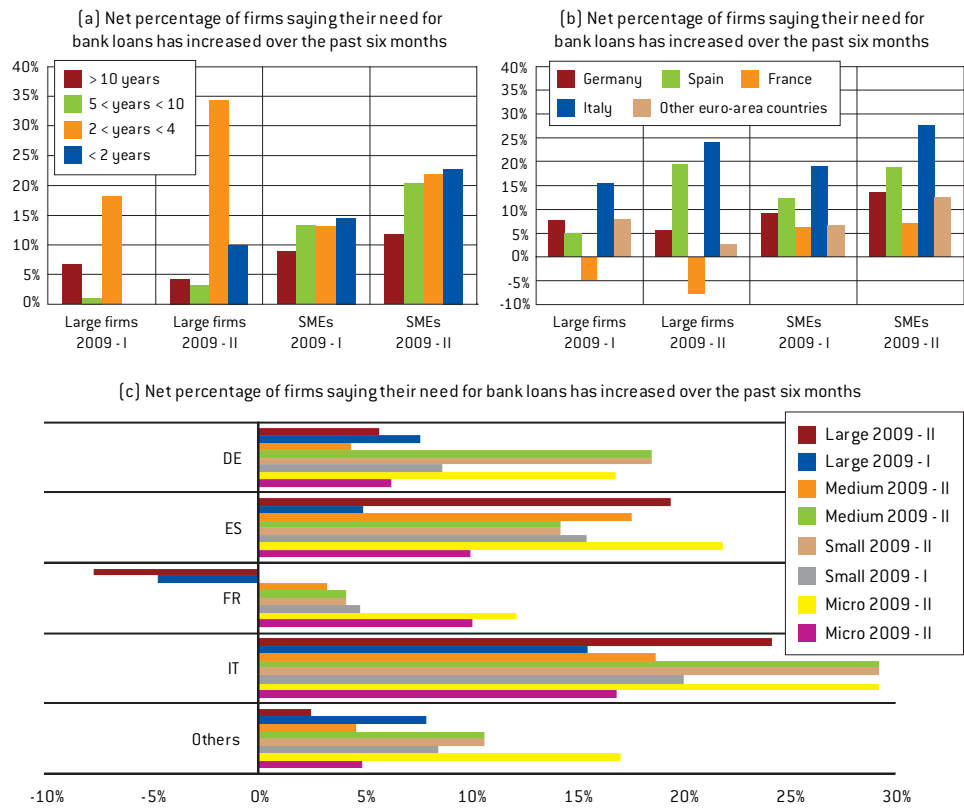 (a) Net percentage of firms saying their need for
bank loans has increased over the past six months
40%
35%
30%
25%
20%
15%
10%
5%
0%
> 10 years
5 < years < 10
2 < years < 4
< 2 years
Large firms
2009 - I
Large firms
2009 - II
SMEs
2009 - I
SMEs
2009 - II
(b) Net percentage of firms saying their need for
bank loans has increased over the past six months
40%
35%
30%
25%
20%
15%
10%
5%
0%
-5%
-10%
Germany
Spain
France
Italy
Other euro-area countries
Large firms
2009 - I
Large firms
2009 - II
SMEs
2009 - I
SMEs
2009 - II
(c) Net percentage of firms saying their need for bank loans has increased over the past six months
DE
ES
FR
IT
Others
Large 2009 - II
Large 2009 - I
Medium 2009 - II
Medium 2009 - II
Small 2009 - II
Small 2009 - I
Micro 2009 - II
Micro 2009 - II
-10%
-5%
0%
5%
10%
15%
20%
25%
30%